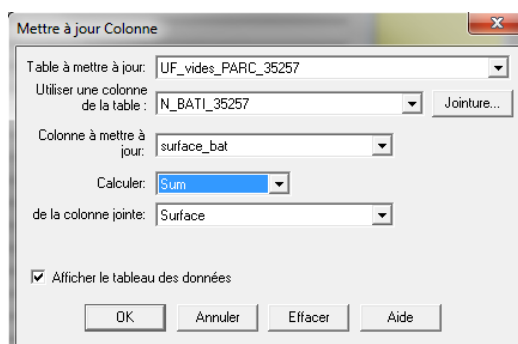 Mettre à jour Colonne
Table à mettre à jour: UF_vides_PARC_35257
Utiliser une colonne
de la table : N_BATI_35257 Jointure...
Colonne à mettre à
jour: surface_bat
Calculer: Sum
de la colonne jointe: Surface
Afficher le tableau des données
OK Annuler Effacer Aide